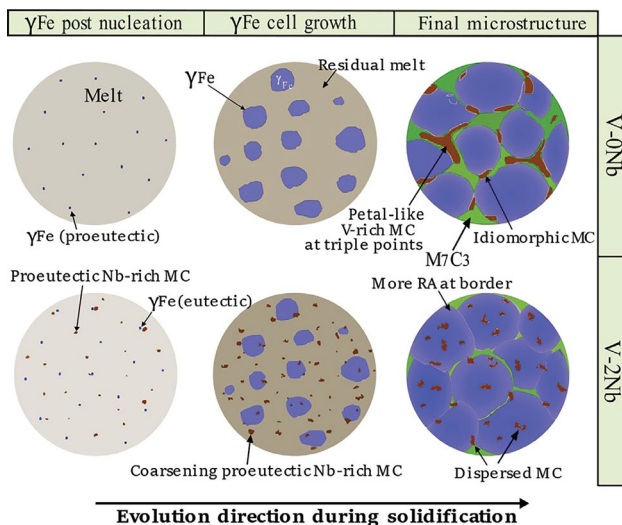 γFe post nucleation
γFe cell growth
Final microstructure
V-0Nb
Melt
γFe (proeutectic)
γFe
γFe
Residual melt
Petal-like
V-rich MC
at triple points
Idiomorphic MC
M7C3
V-2Nb
Proeutectic Nb-rich MC
γFe (eutectic)
Coarsening proeutectic Nb-rich MC
More RA at border
Dispersed MC
Evolution direction during solidification